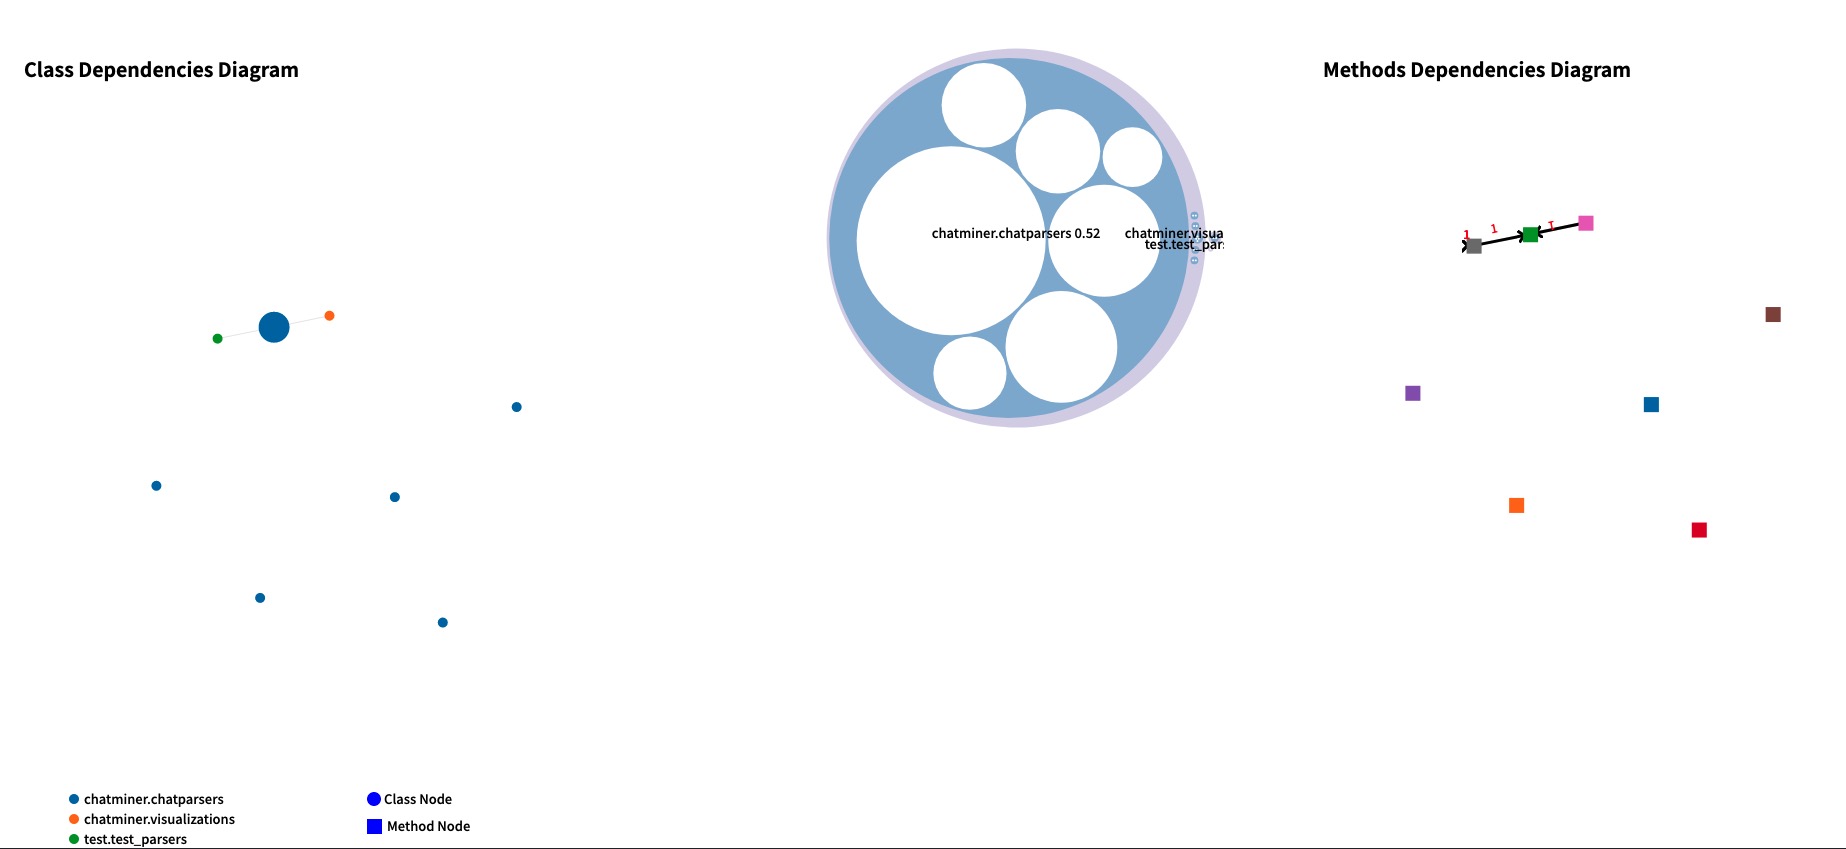 Class Dependencies Diagram
Methods Dependencies Diagram
1
1
1
chatminer.chatparsers 0.52
chatminer.visua
test.test_par
chatminer.chatparsers
chatminer.visualizations
test.test_parsers
Class Node
Method Node